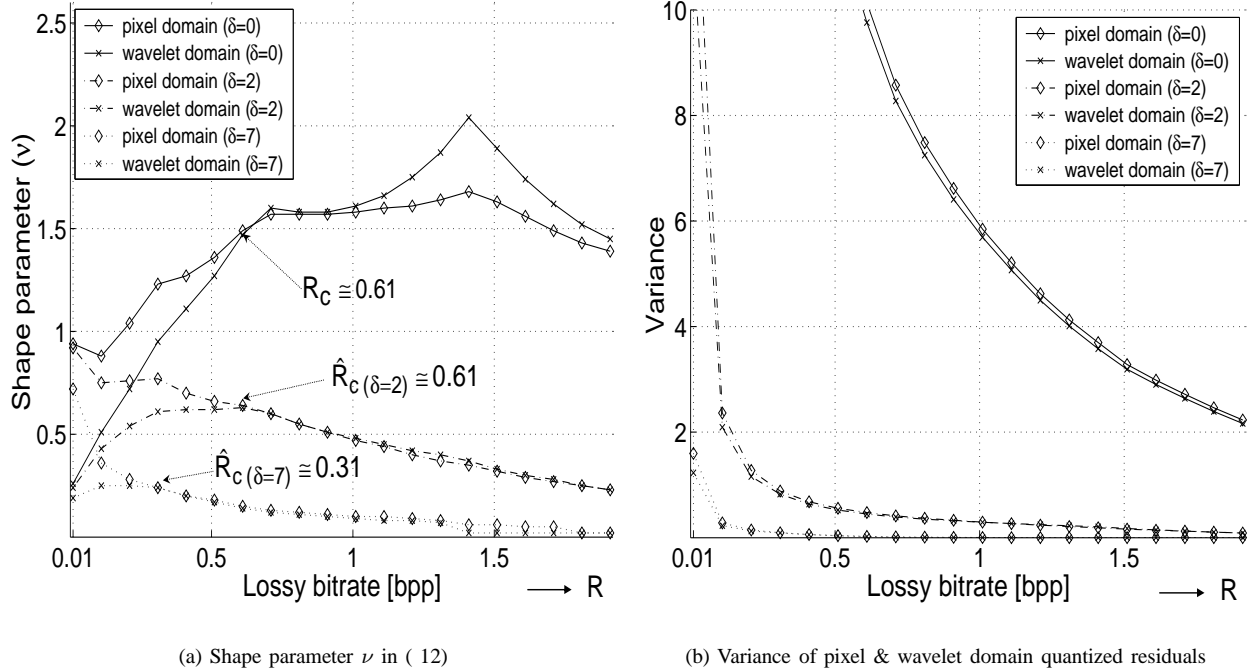 2.5
2
1.5
1
0.5
Shape parameter (ν)
pixel domain (δ=0)
wavelet domain (δ=0)
pixel domain (δ=2)
wavelet domain (δ=2)
pixel domain (δ=7)
wavelet domain (δ=7)
R_c ≅ 0.61
R̂_c (δ=2) ≅ 0.61
R̂_c (δ=7) ≅ 0.31
0.01 0.5 1 1.5
Lossy bitrate [bpp] → R
(a) Shape parameter ν in ( 12)
10
8
6
4
2
Variance
pixel domain (δ=0)
wavelet domain (δ=0)
pixel domain (δ=2)
wavelet domain (δ=2)
pixel domain (δ=7)
wavelet domain (δ=7)
0.01 0.5 1 1.5
Lossy bitrate [bpp] → R
(b) Variance of pixel & wavelet domain quantized residuals